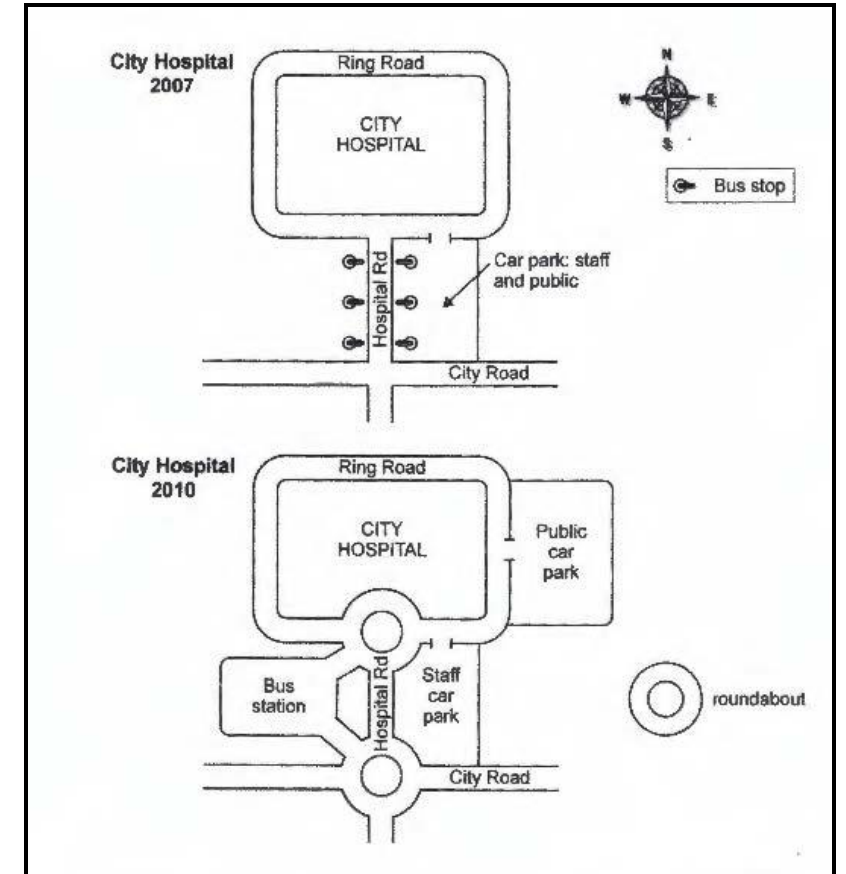 City Hospital
2007
Ring Road
CITY
HOSPITAL
N
W
E
S
Bus stop
Hospital Rd
Car park: staff
and public
City Road
City Hospital
2010
Ring Road
CITY
HOSPITAL
Public
car
park
Bus
station
Hospital Rd
Staff
car
park
roundabout
City Road